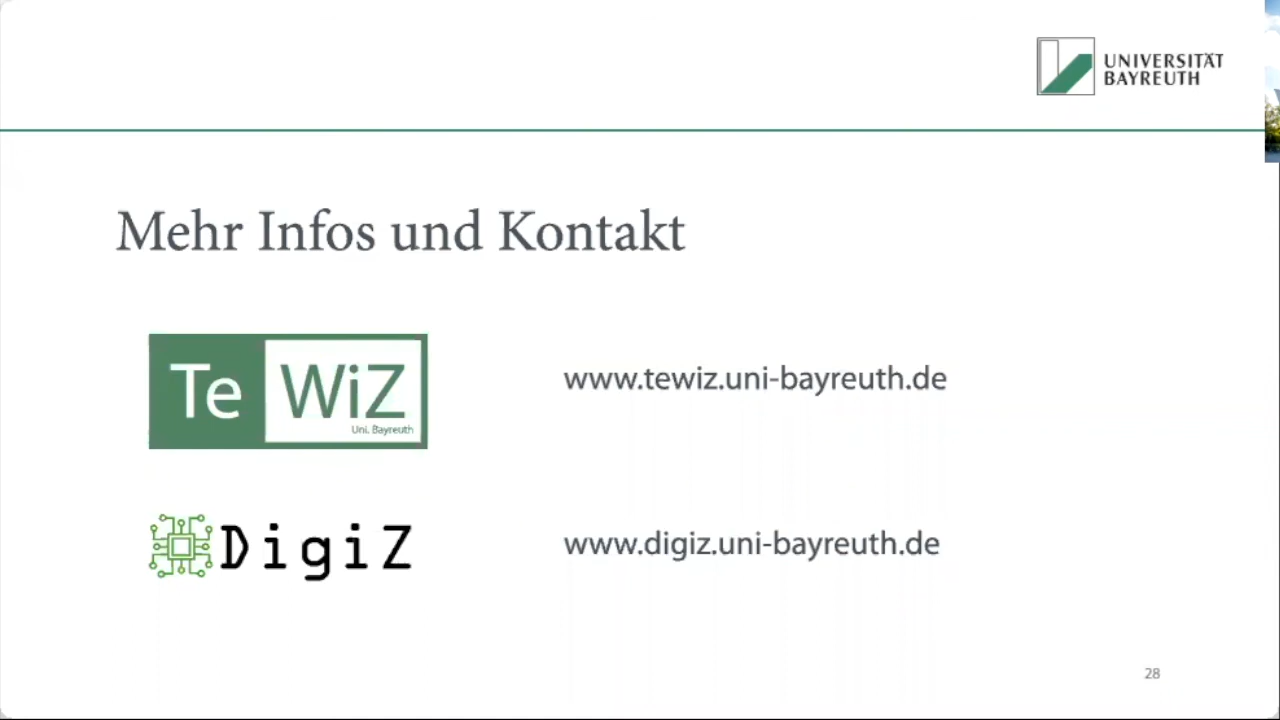 UNIVERSITÄT
BAYREUTH
Mehr Infos und Kontakt
Te WiZ
Uni. Bayreuth
www.tewiz.uni-bayreuth.de
DigiZ
www.digiz.uni-bayreuth.de
28